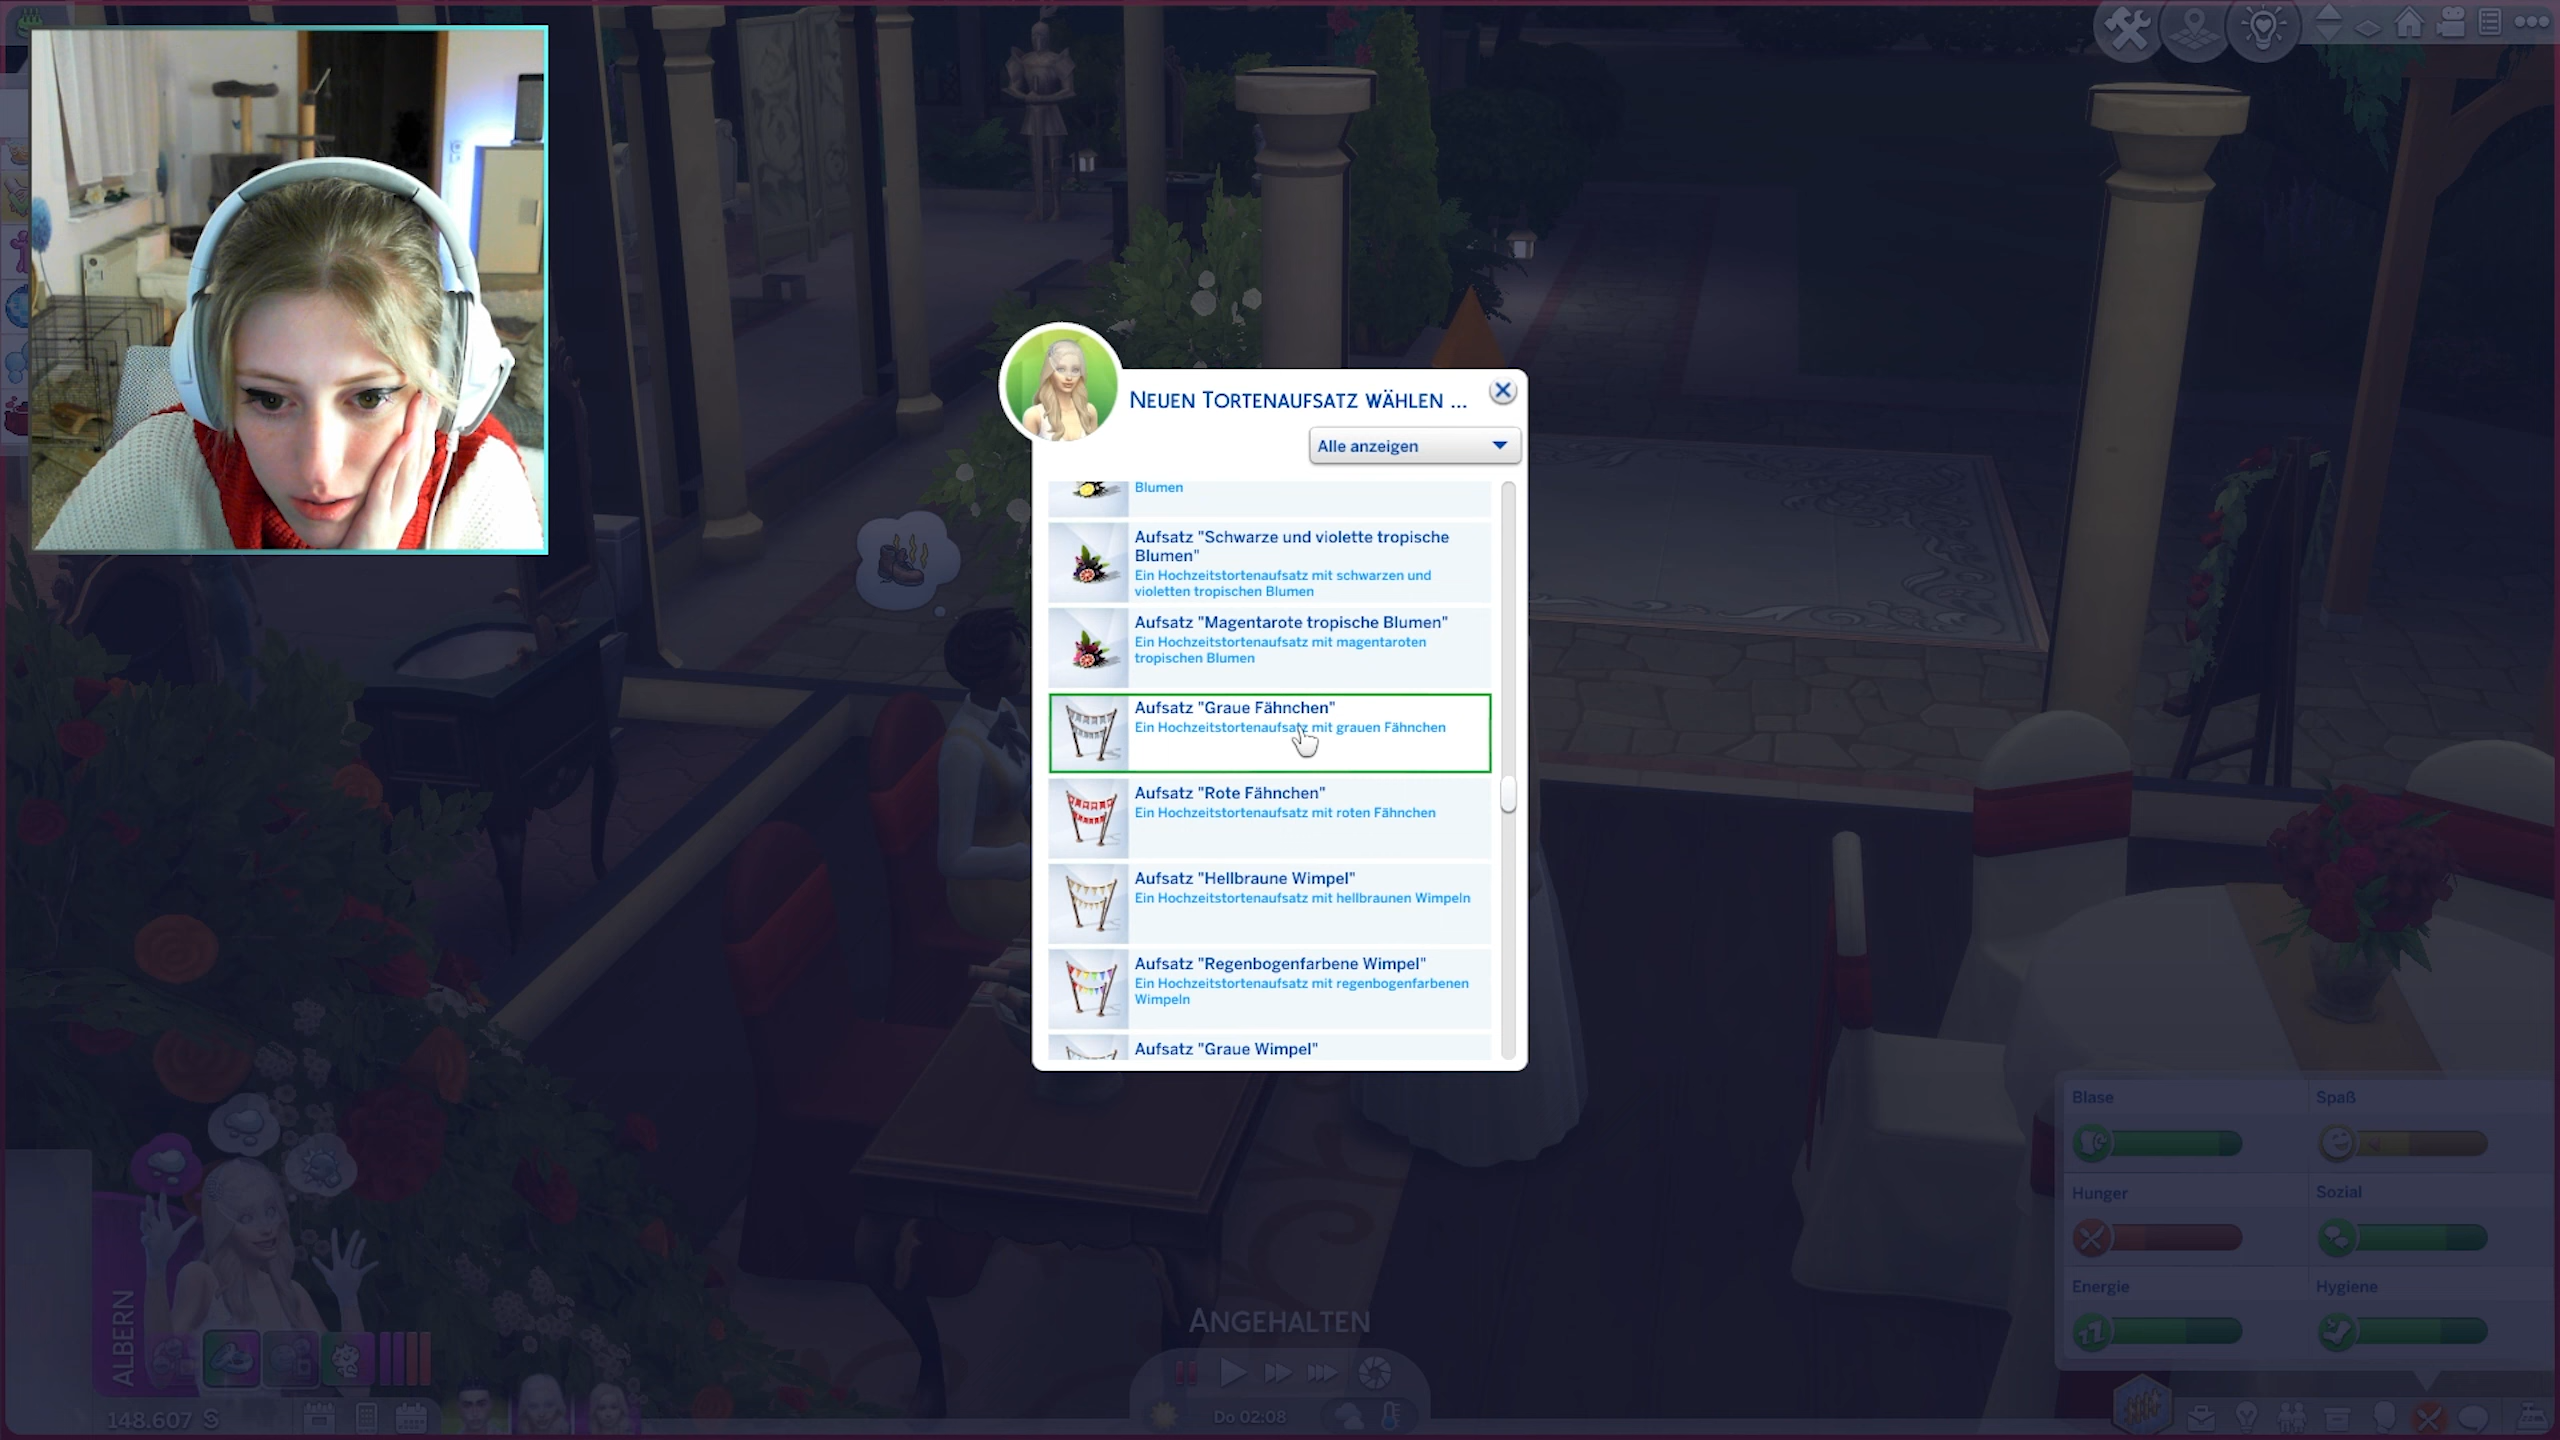 NEUEN TORTENAUFSATZ WÄHLEN ...
Alle anzeigen
Blumen
Aufsatz "Schwarze und violette tropische
Blumen"
Ein Hochzeitstortenaufsatz mit schwarzen und
violetten tropischen Blumen
Aufsatz "Magentarote tropische Blumen"
Ein Hochzeitstortenaufsatz mit magentaroten
tropischen Blumen
Aufsatz "Graue Fähnchen"
Ein Hochzeitstortenaufsatz mit grauen Fähnchen
Aufsatz "Rote Fähnchen"
Ein Hochzeitstortenaufsatz mit roten Fähnchen
Aufsatz "Hellbraune Wimpel"
Ein Hochzeitstortenaufsatz mit hellbraunen Wimpeln
Aufsatz "Regenbogenfarbene Wimpel"
Ein Hochzeitstortenaufsatz mit regenbogenfarbenen
Wimpeln
Aufsatz "Graue Wimpel"
Blase
Spaß
Hunger
Sozial
Energie
Hygiene
ALBERN
ANGEHALTEN
148.607
Do 02:08